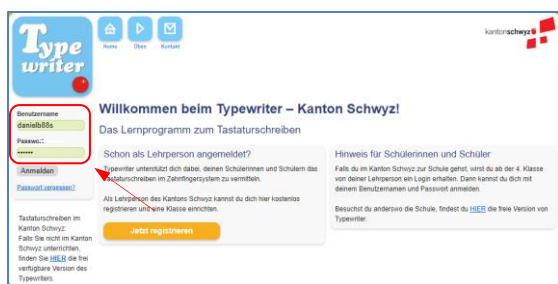 Type
writer
Home Üben Kontakt
kantonschwyz
Benutzername
danielb88s
Passwo.:
••••••
Anmelden
Passwort vergessen?
Tastaturschreiben im
Kanton Schwyz:
Falls Sie nicht im Kanton
Schwyz unterrichten,
finden Sie HIER die frei
verfügbare Version des
Typewriters.
Willkommen beim Typewriter – Kanton Schwyz!
Das Lernprogramm zum Tastaturschreiben
Schon als Lehrperson angemeldet?
Typewriter unterstützt dich dabei, deinen Schülerinnen und Schülern das
Tastaturschreiben im Zehnfingersystem zu vermitteln.
Als Lehrperson des Kantons Schwyz kannst du dich hier kostenlos
registrieren und eine Klasse einrichten.
Jetzt registrieren
Hinweis für Schülerinnen und Schüler
Falls du im Kanton Schwyz zur Schule gehst, wirst du ab der 4. Klasse
von deiner Lehrperson ein Login erhalten. Dann kannst du dich mit
deinem Benutzernamen und Passwort anmelden.
Besuchst du anderswo die Schule, findest du HIER die freie Version von
Typewriter.